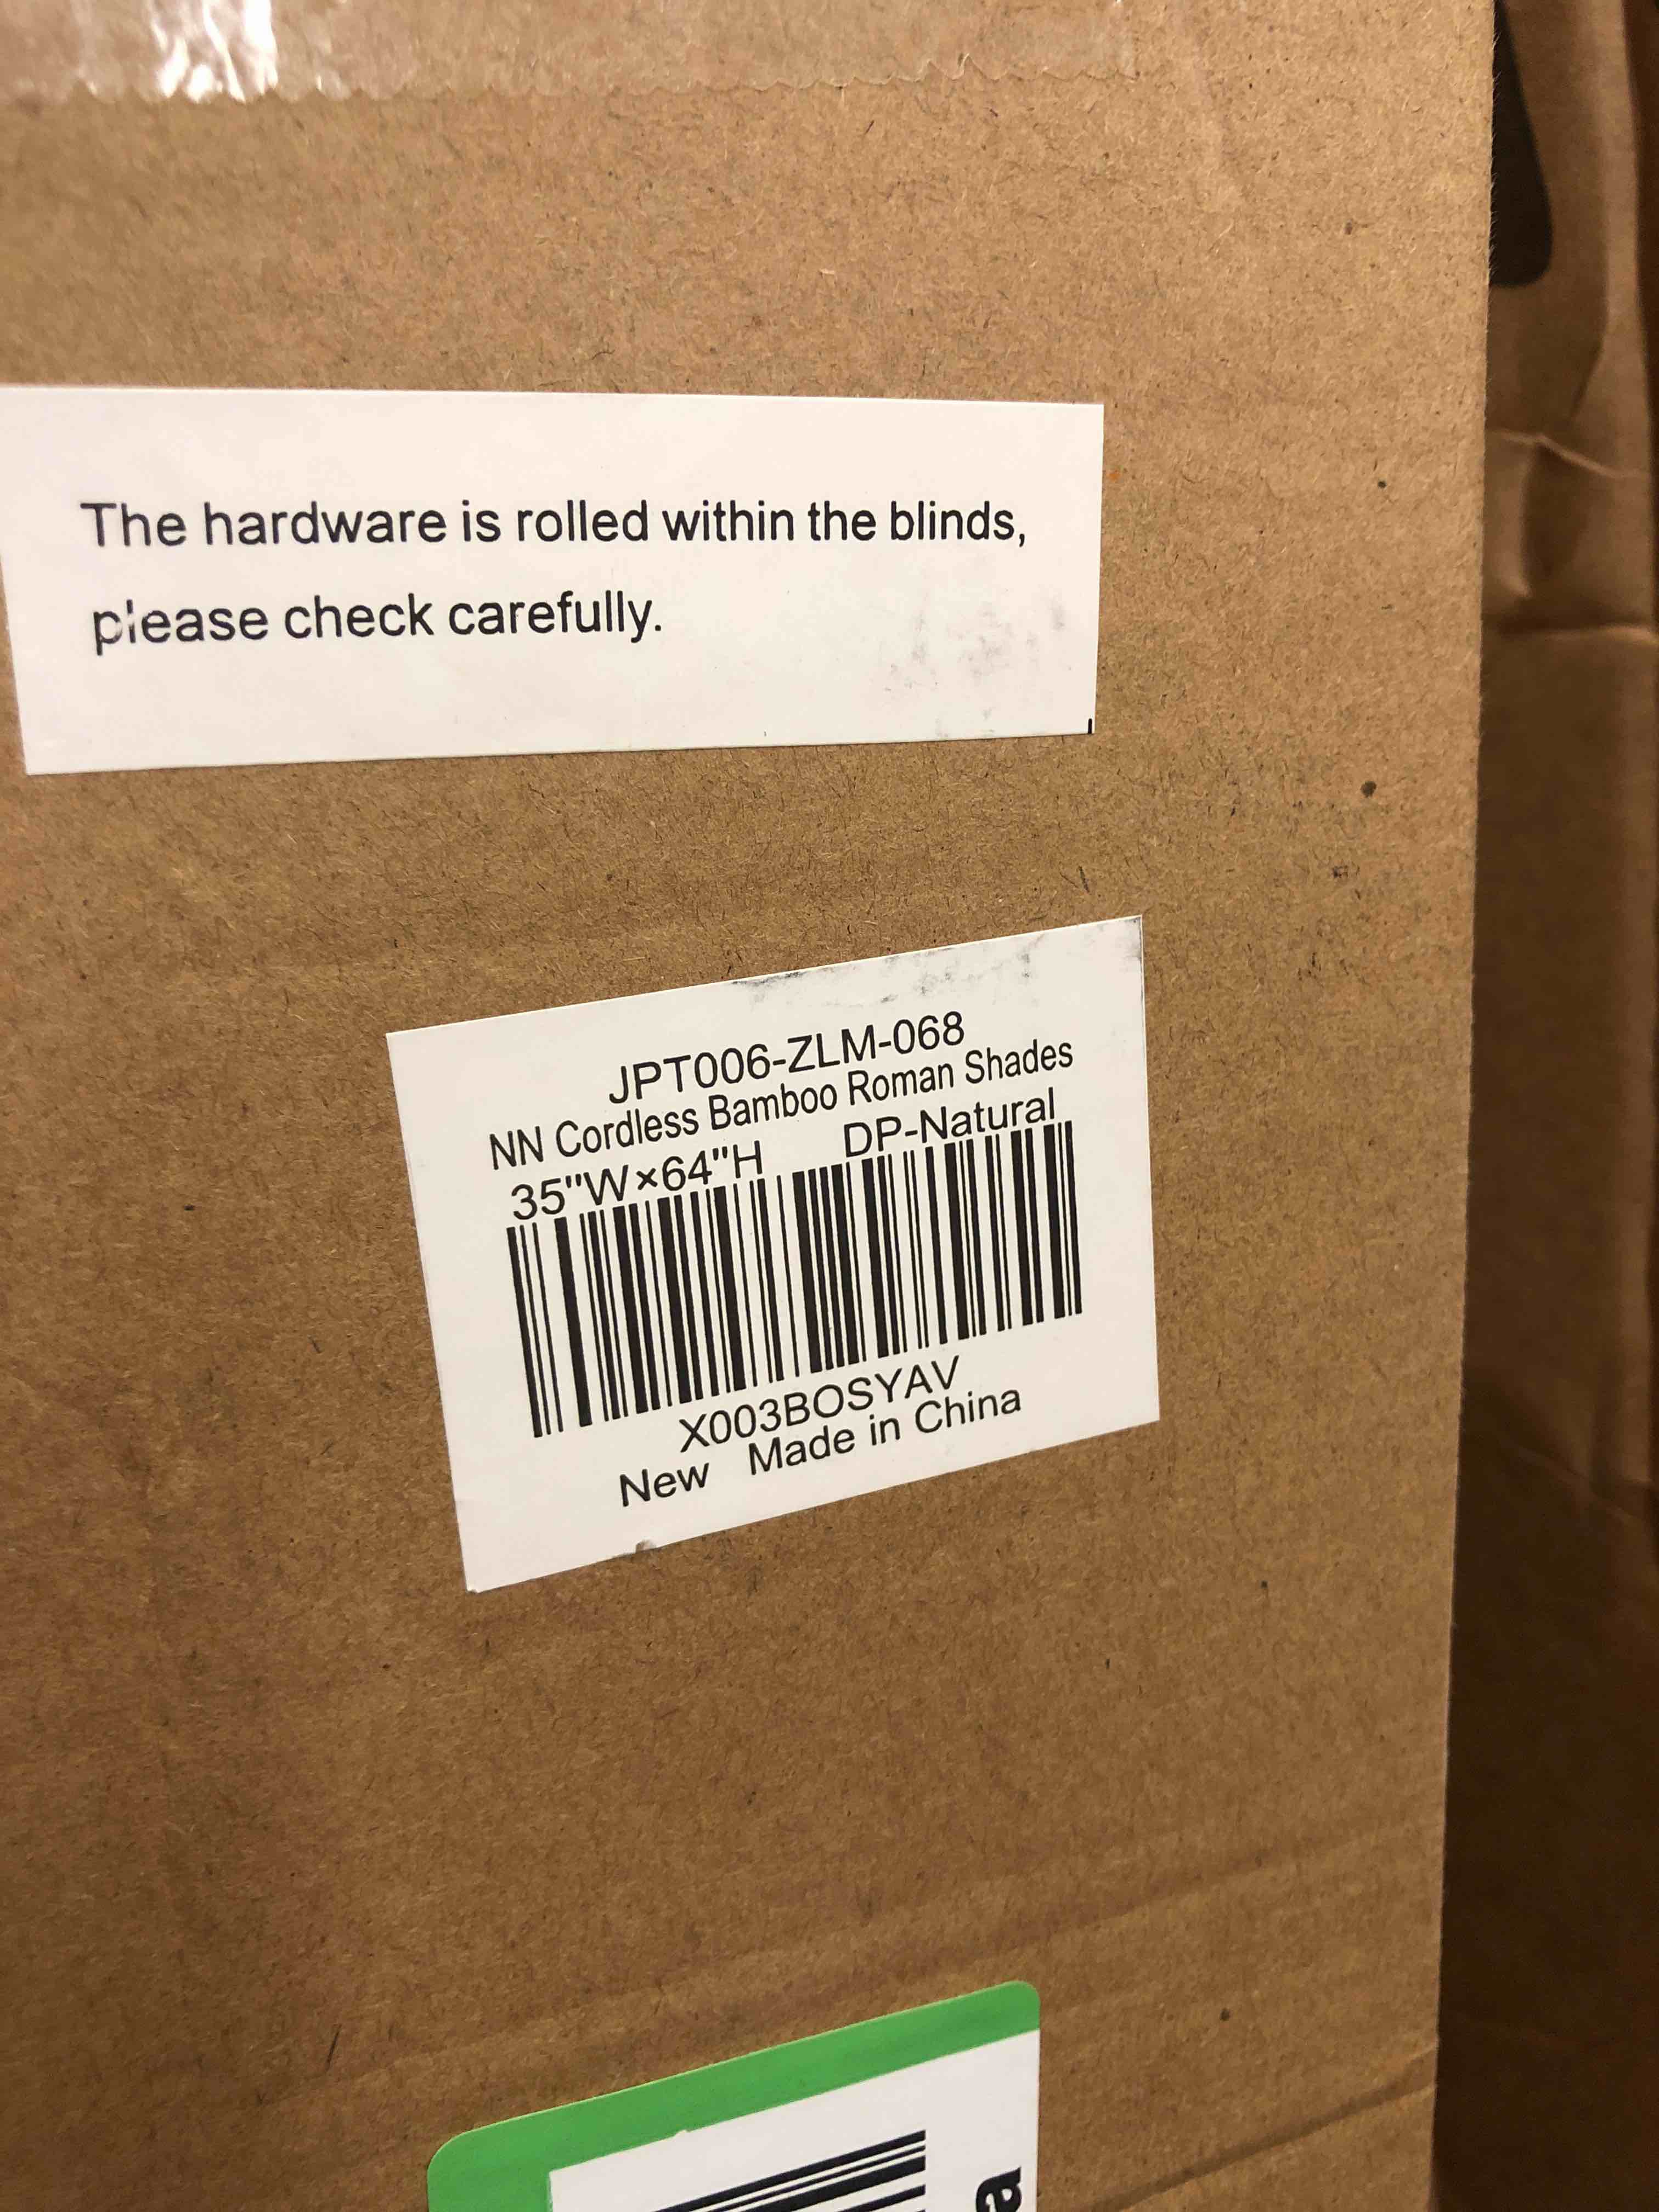 The hardware is rolled within the blinds,
please check carefully.
JPT006-ZLM-068
NN Cordless Bamboo Roman Shades
35"W×64"H DP-Natural
X003BOSYAV
New Made in China
a